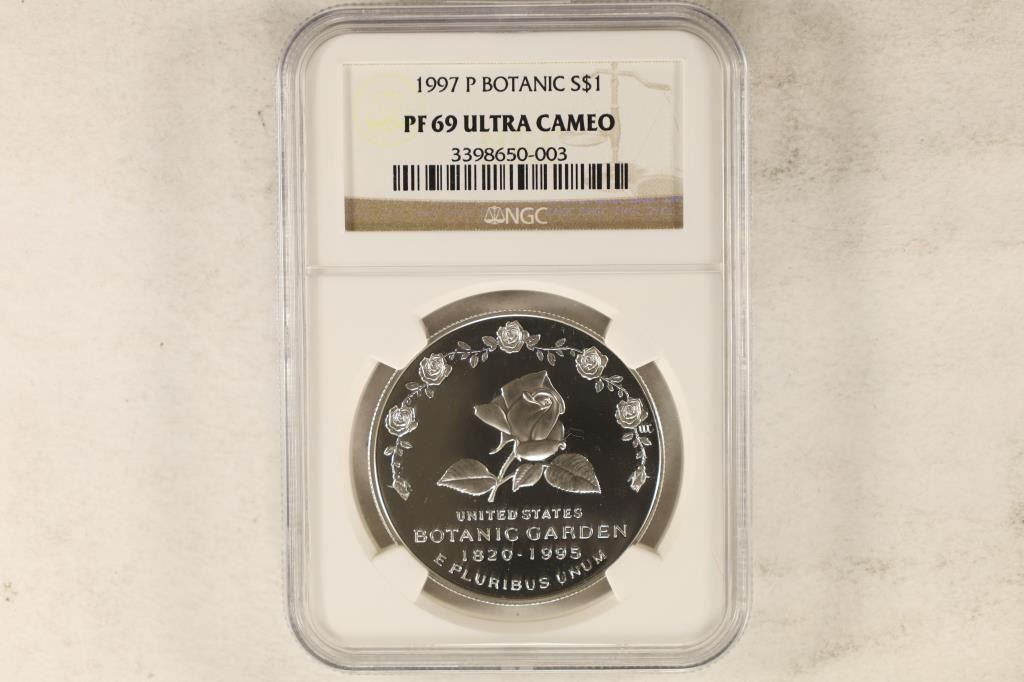 1997 P BOTANIC S$1
PF 69 ULTRA CAMEO
3398650-003
NGC
UNITED STATES
BOTANIC GARDEN
1820-1995
E PLURIBUS UNUM